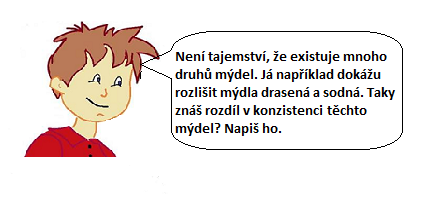 Není tajemství, že existuje mnoho
druhů mýdel. Já například dokážu
rozlišit mýdla drasená a sodná. Taky
znáš rozdíl v konzistenci těchto
mýdel? Napiš ho.